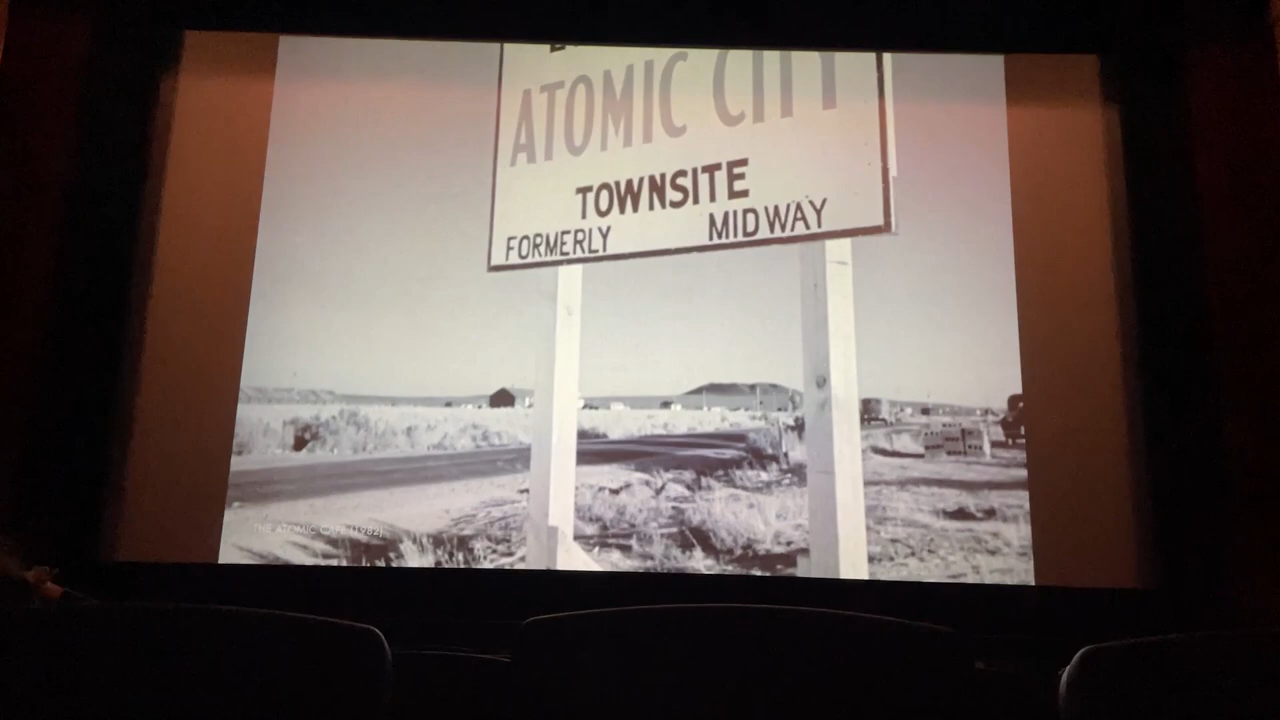 ATOMIC CITY
TOWNSITE
FORMERLY MIDWAY
THE ATOMIC CAFE (1982)